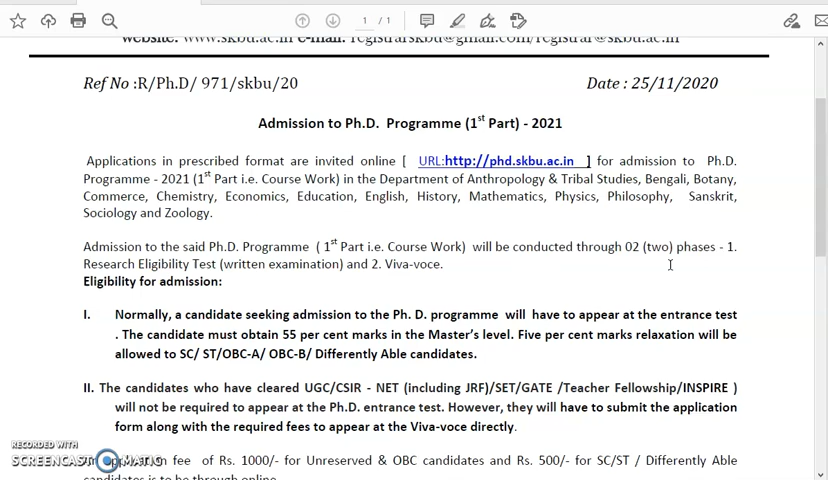 1 / 1
website: www.skbu.ac.in e-mail: registrarskbu@gmail.com/registrar@skbu.ac.in
Ref No :R/Ph.D/ 971/skbu/20 Date : 25/11/2020
Admission to Ph.D. Programme (1st Part) - 2021
Applications in prescribed format are invited online [ URL:http://phd.skbu.ac.in ] for admission to Ph.D.
Programme - 2021 (1st Part i.e. Course Work) in the Department of Anthropology & Tribal Studies, Bengali, Botany,
Commerce, Chemistry, Economics, Education, English, History, Mathematics, Physics, Philosophy, Sanskrit,
Sociology and Zoology.
Admission to the said Ph.D. Programme ( 1st Part i.e. Course Work) will be conducted through 02 (two) phases - 1.
Research Eligibility Test (written examination) and 2. Viva-voce.
Eligibility for admission:
I. Normally, a candidate seeking admission to the Ph. D. programme will have to appear at the entrance test
. The candidate must obtain 55 per cent marks in the Master's level. Five per cent marks relaxation will be
allowed to SC/ ST/OBC-A/ OBC-B/ Differently Able candidates.
II. The candidates who have cleared UGC/CSIR - NET (including JRF)/SET/GATE /Teacher Fellowship/INSPIRE )
will not be required to appear at the Ph.D. entrance test. However, they will have to submit the application
form along with the required fees to appear at the Viva-voce directly.
RECORDED WITH
SCREENCAST MATIC
fee of Rs. 1000/- for Unreserved & OBC candidates and Rs. 500/- for SC/ST / Differently Able
candidates is to be through online